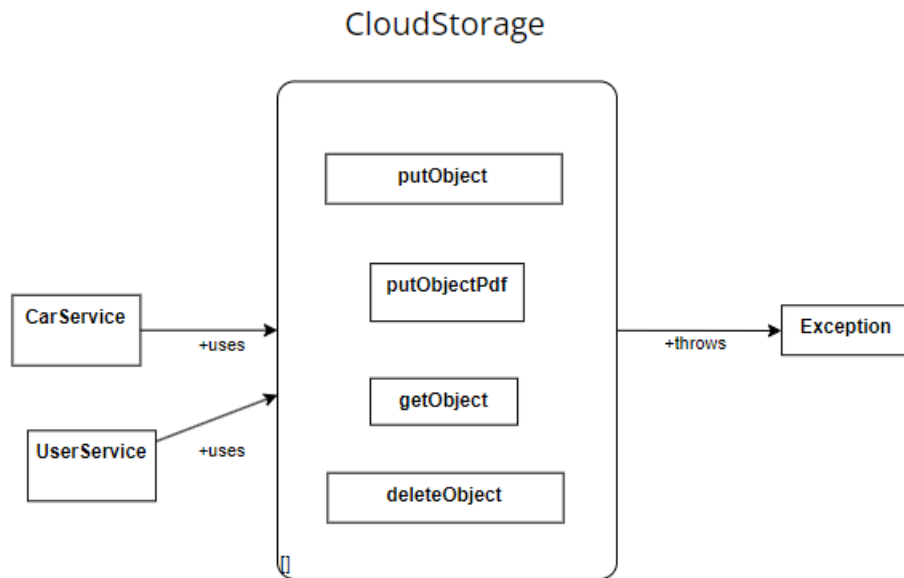 CloudStorage
putObject
putObjectPdf
CarService
+uses
+throws
Exception
getObject
UserService
+uses
deleteObject
[]